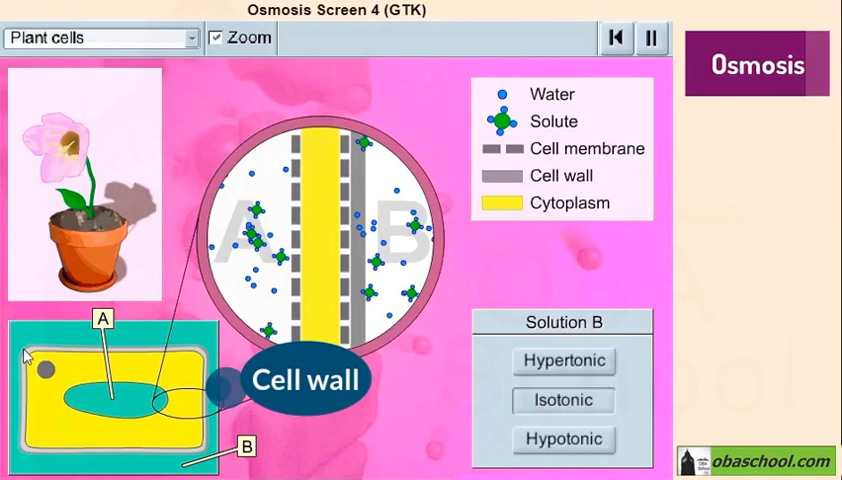 Osmosis Screen 4 (GTK)
Plant cells
Zoom
Osmosis
Water
Solute
Cell membrane
Cell wall
Cytoplasm
A
B
A
Solution B
Hypertonic
Isotonic
Hypotonic
Cell wall
B
obaschool.com